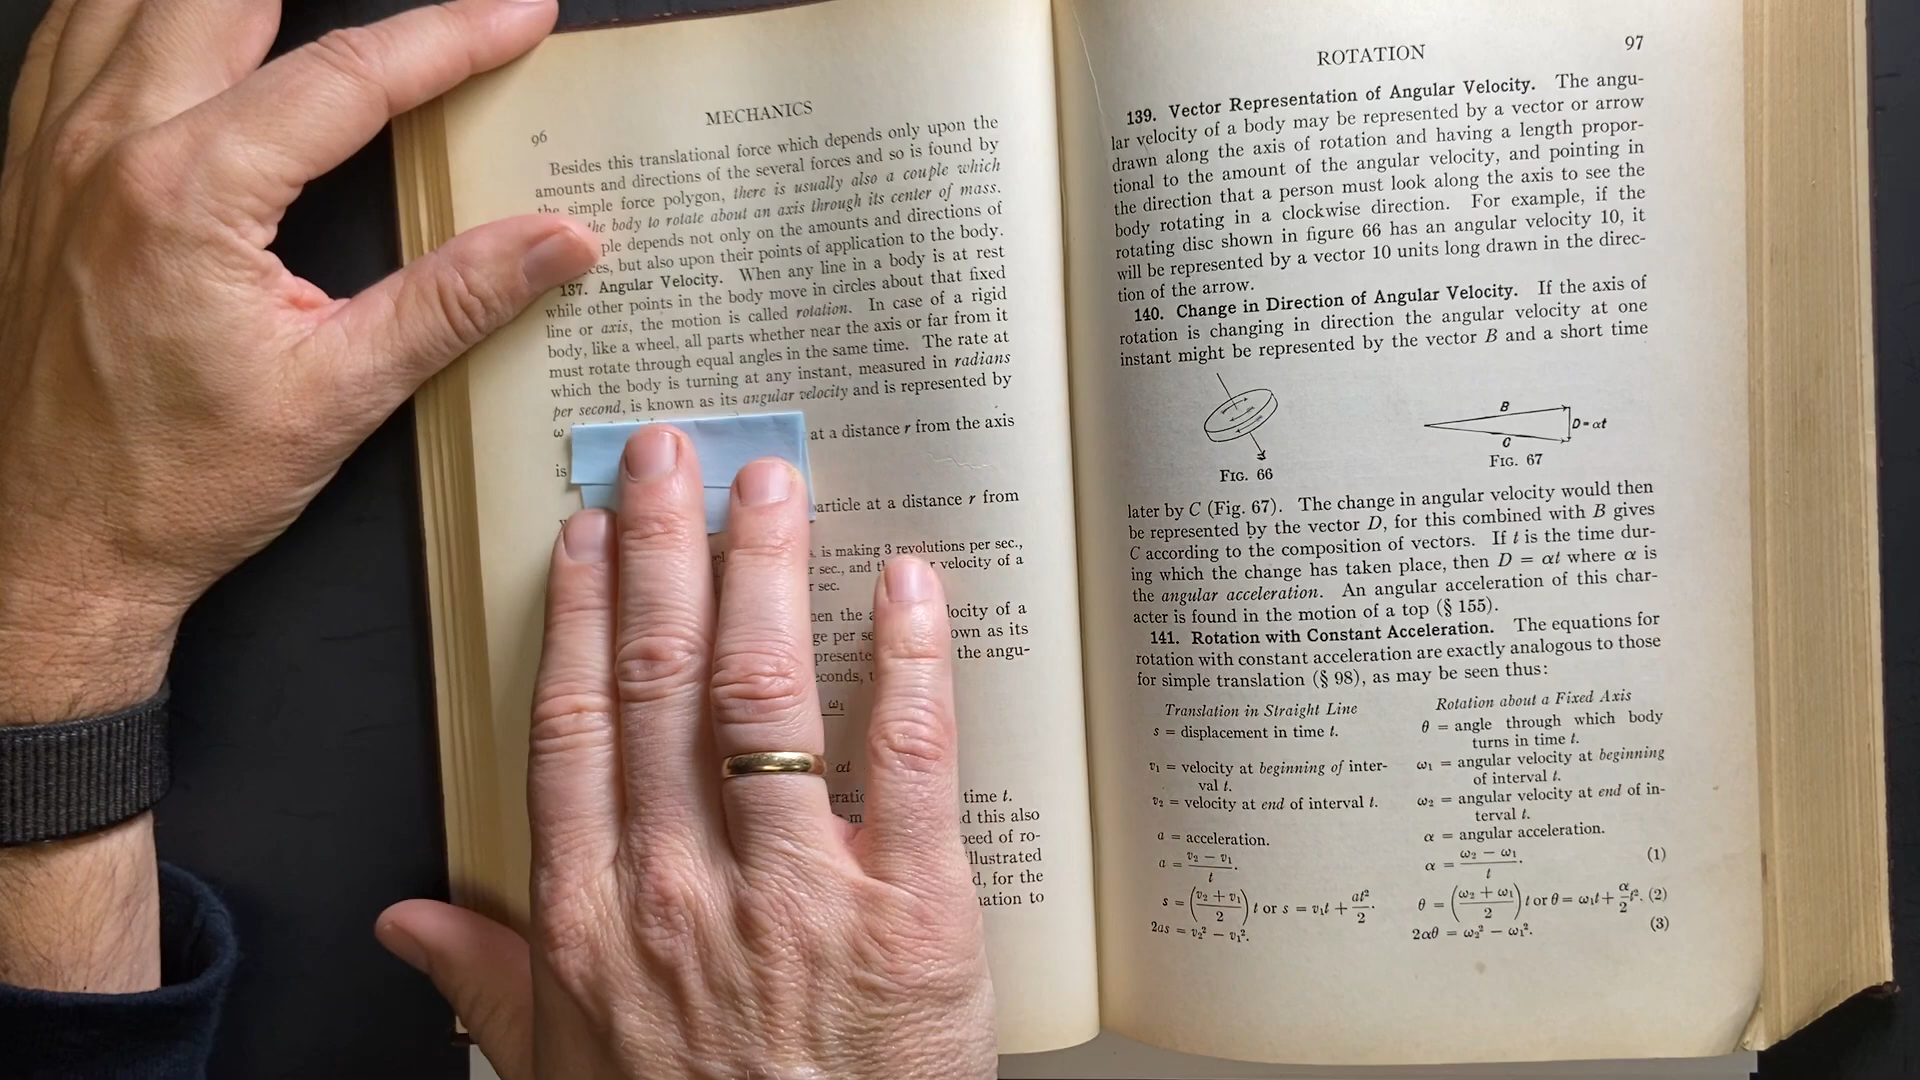 96
MECHANICS
Besides this translational force which depends only upon the
amounts and directions of the several forces and so is found by
the simple force polygon, there is usually also a couple which
the body to rotate about an axis through its center of mass.
depends not only on the amounts and directions of
but also upon their points of application to the body.
137. Angular Velocity. When any line in a body is at rest
while other points in the body move in circles about that fixed
line or axis, the motion is called rotation. In case of a rigid
body, like a wheel, all parts whether near the axis or far from it
must rotate through equal angles in the same time. The rate at
which the body is turning at any instant, measured in radians
per second, is known as its angular velocity and is represented by
ω at a distance r from the axis
is
particle at a distance r from
is making 3 revolutions per sec.,
sec., and velocity of a
sec.
the of a
per as its
the angu-
ω₁
αt
time t.
this also
of ro-
illustrated
for the
to
ROTATION
97
139. Vector Representation of Angular Velocity. The angu-
lar velocity of a body may be represented by a vector or arrow
drawn along the axis of rotation and having a length propor-
tional to the amount of the angular velocity, and pointing in
the direction that a person must look along the axis to see the
body rotating in a clockwise direction. For example, if the
rotating disc shown in figure 66 has an angular velocity 10, it
will be represented by a vector 10 units long drawn in the direc-
tion of the arrow.
140. Change in Direction of Angular Velocity. If the axis of
rotation is changing in direction the angular velocity at one
instant might be represented by the vector B and a short time
B
D = αt
C
FIG. 66
FIG. 67
later by C (Fig. 67). The change in angular velocity would then
be represented by the vector D, for this combined with B gives
C according to the composition of vectors. If t is the time dur-
ing which the change has taken place, then D = αt where α is
the angular acceleration. An angular acceleration of this char-
acter is found in the motion of a top (§ 155).
141. Rotation with Constant Acceleration. The equations for
rotation with constant acceleration are exactly analogous to those
for simple translation (§ 98), as may be seen thus:
Translation in Straight Line
s = displacement in time t.
v₁ = velocity at beginning of inter-
val t.
v₂ = velocity at end of interval t.
a = acceleration.
a = (v₂ − v₁)/t.
s = ((v₂ + v₁)/2) t or s = v₁t + at²/2.
2as = v₂² − v₁².
Rotation about a Fixed Axis
θ = angle through which body
turns in time t.
ω₁ = angular velocity at beginning
of interval t.
ω₂ = angular velocity at end of in-
terval t.
α = angular acceleration.
α = (ω₂ − ω₁)/t. (1)
θ = ((ω₂ + ω₁)/2) t or θ = ω₁t + α/2 t². (2)
2αθ = ω₂² − ω₁². (3)